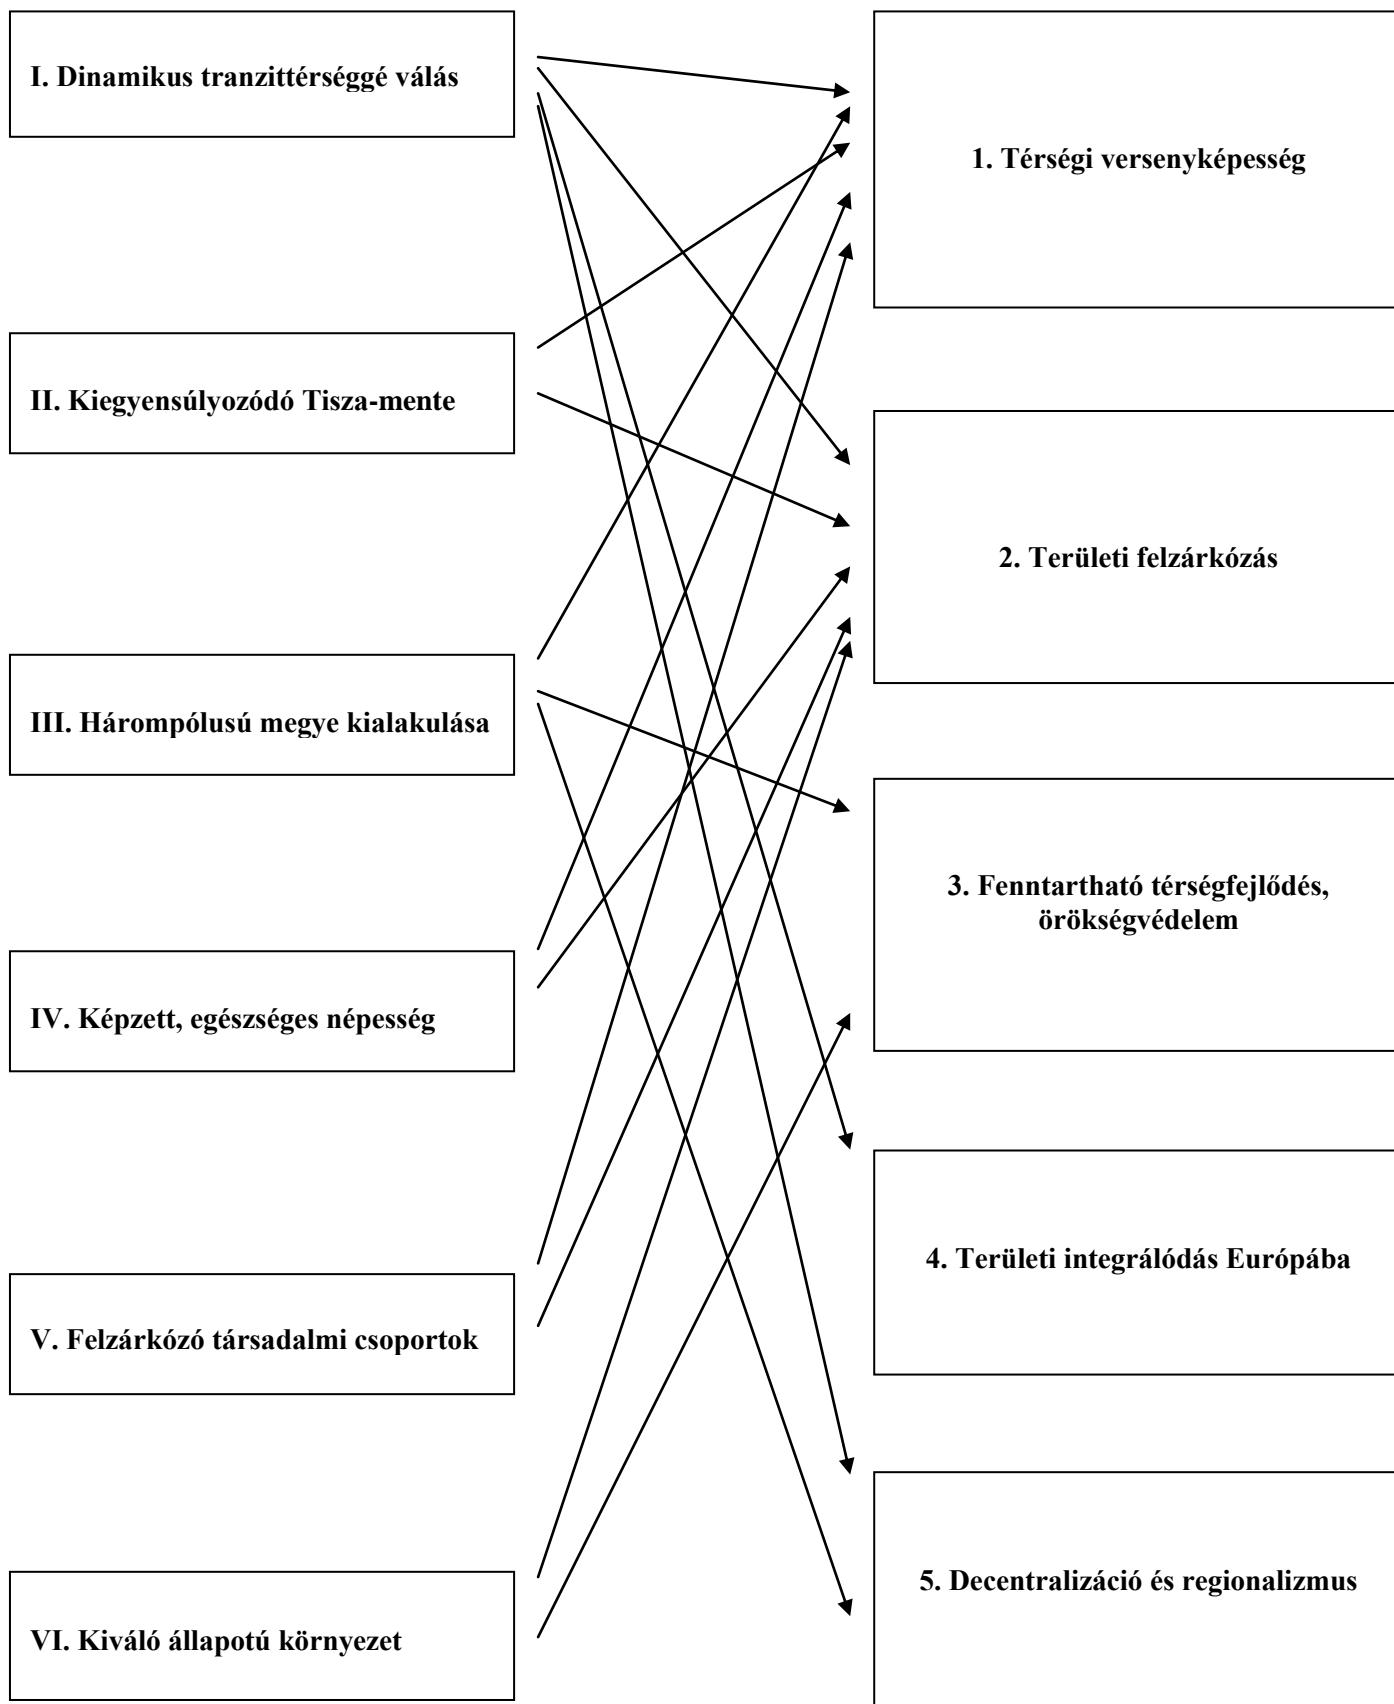 I. Dinamikus tranzittérséggé válás
II. Kiegyensúlyozódó Tisza-mente
III. Hárompólusú megye kialakulása
IV. Képzett, egészséges népesség
V. Felzárkózó társadalmi csoportok
VI. Kiváló állapotú környezet
1. Térségi versenyképesség
2. Területi felzárkózás
3. Fenntartható térségfejlődés,
örökségvédelem
4. Területi integrálódás Európába
5. Decentralizáció és regionalizmus